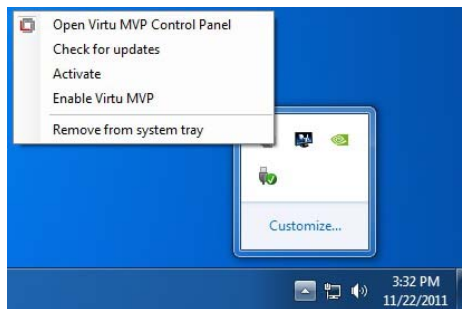 Open Virtu MVP Control Panel
Check for updates
Activate
Enable Virtu MVP
Remove from system tray
Customize...
3:32 PM
11/22/2011